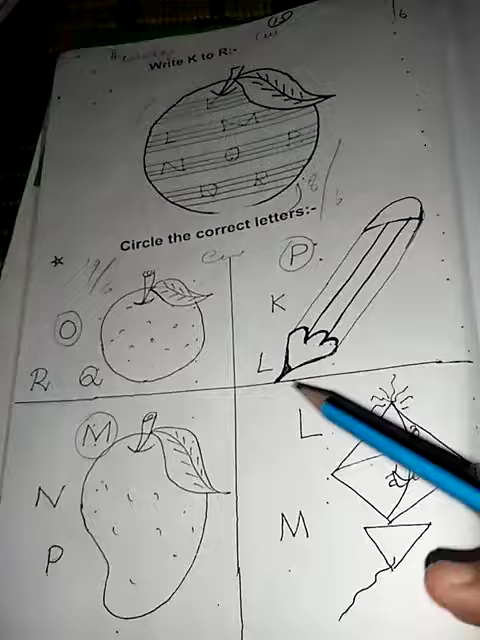 Write K to R:-
K
L M P
N O
Q R
Circle the correct letters:-
P
K
L
O
R Q
M
N
P
L
M